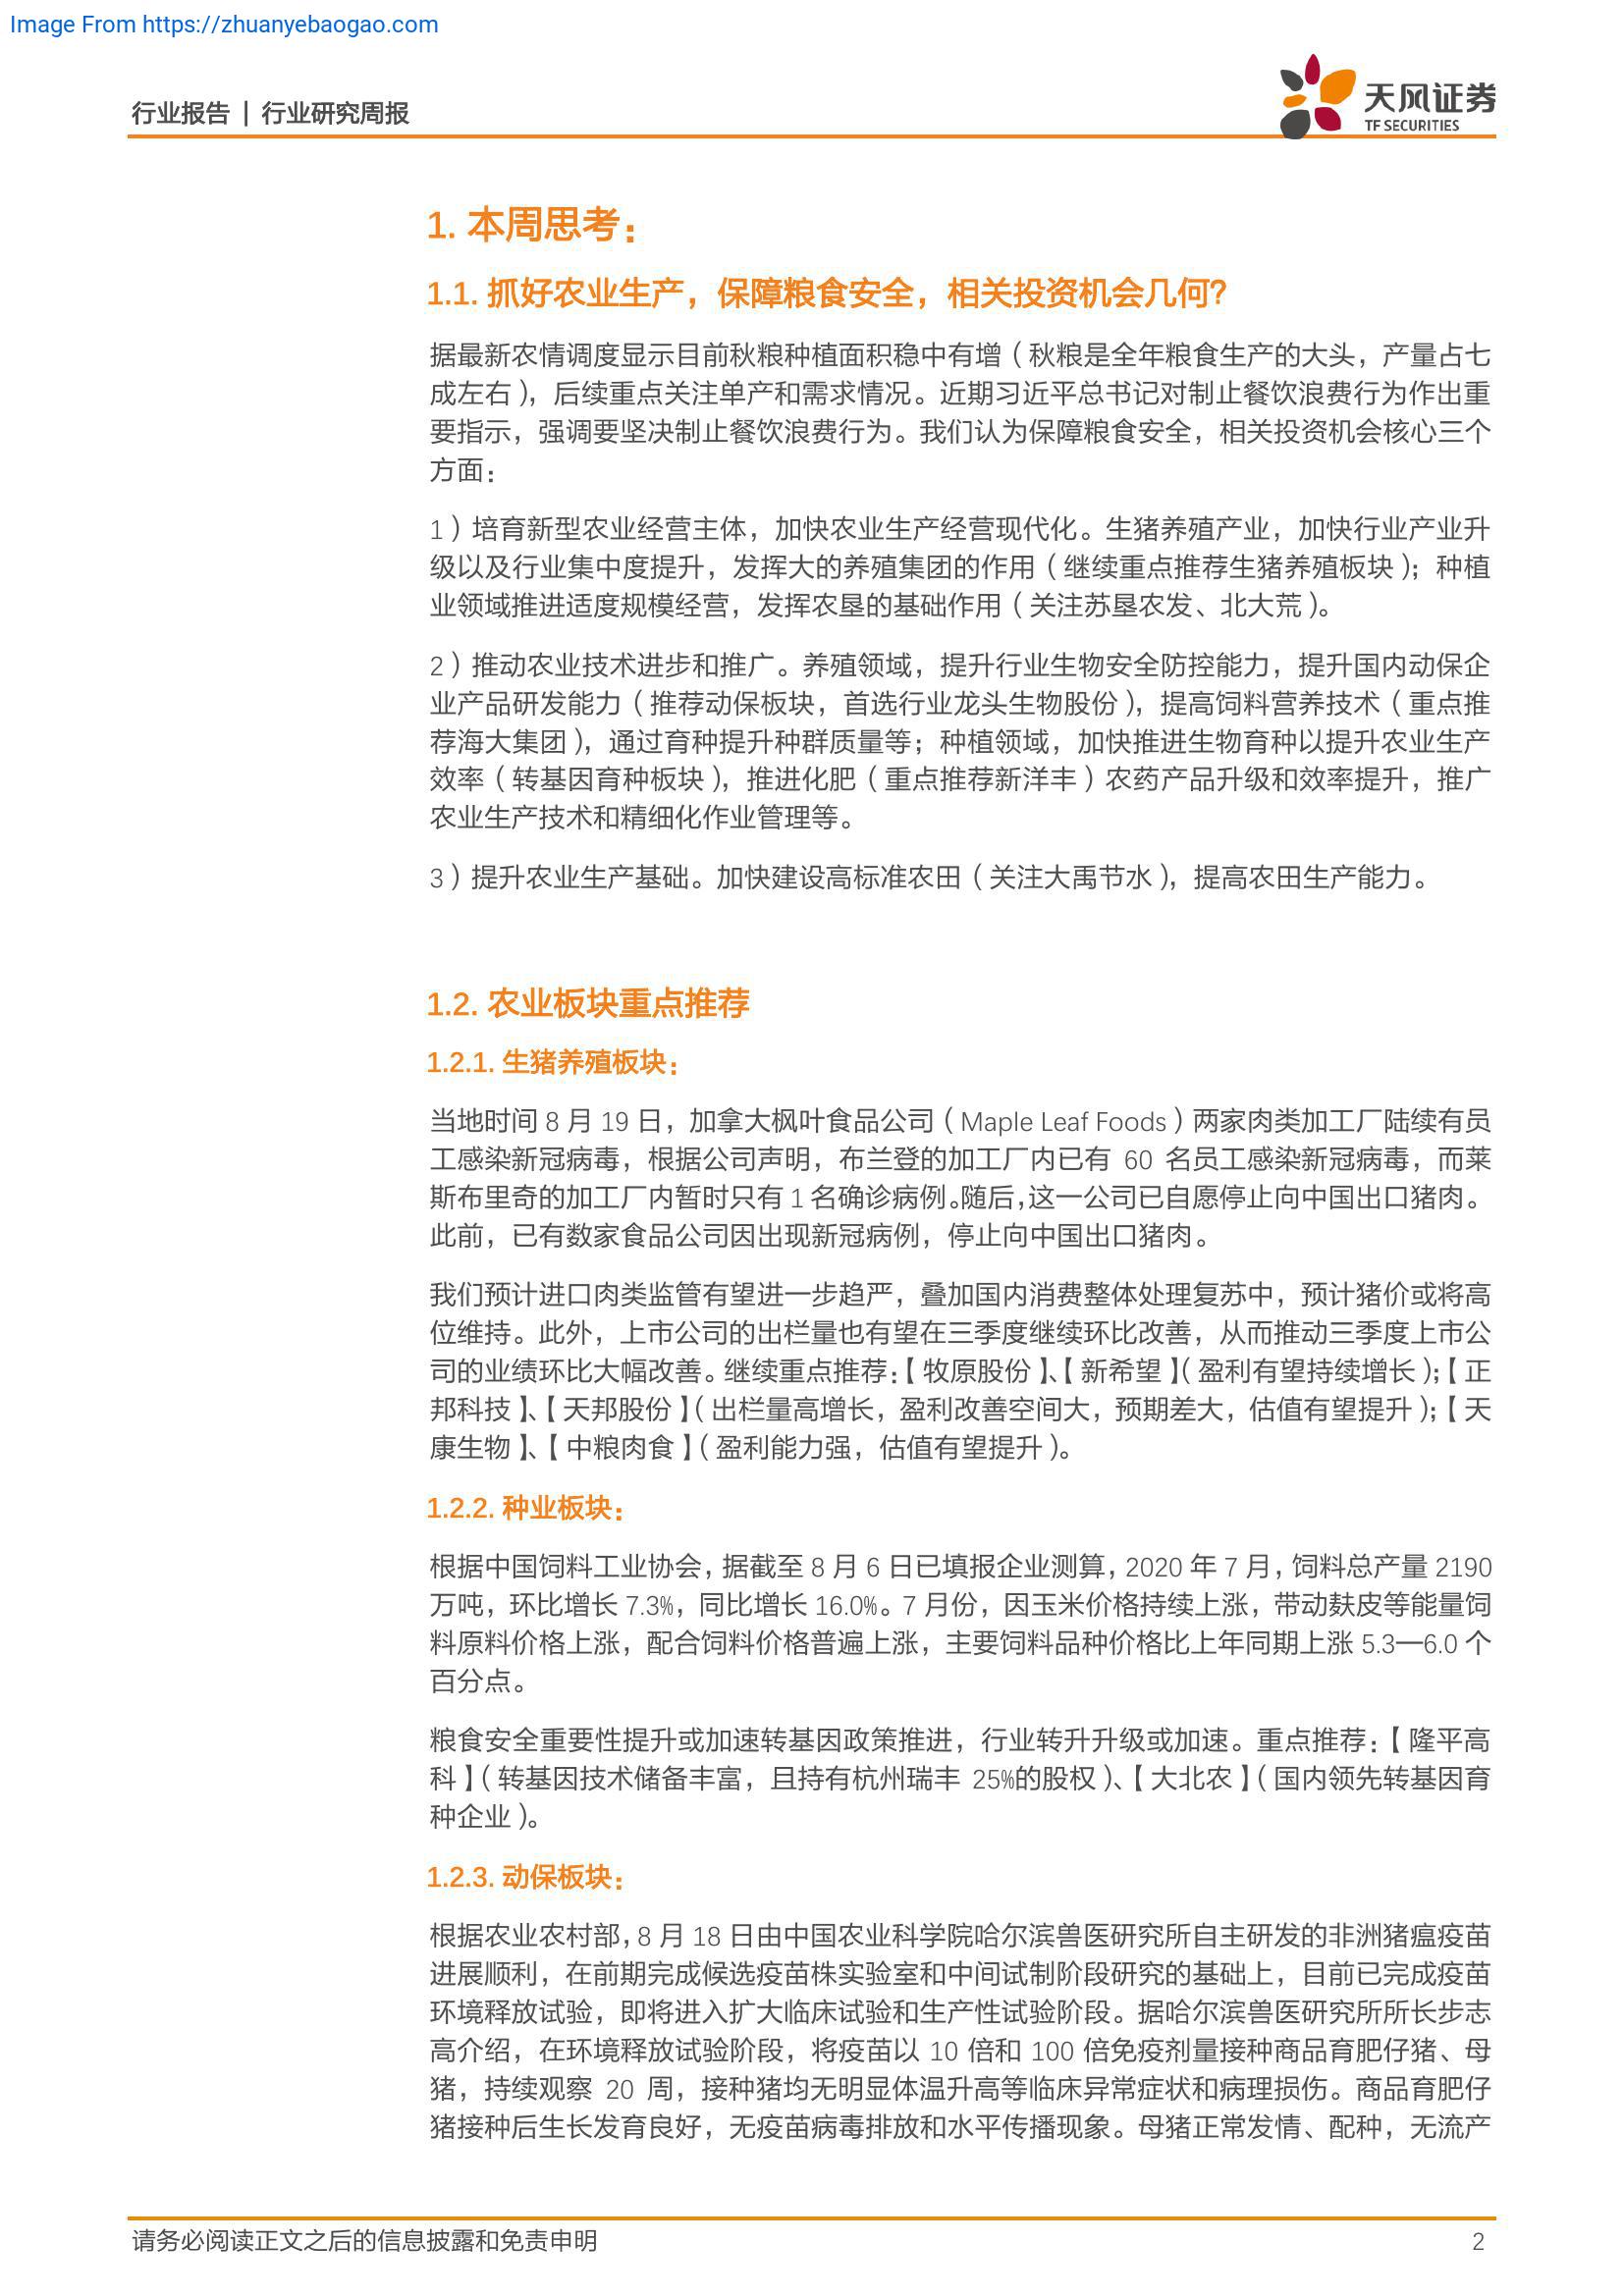 Image From https://zhuanyebaogao.com
行业报告 | 行业研究周报
天风证券
TF SECURITIES
1. 本周思考：
1.1. 抓好农业生产，保障粮食安全，相关投资机会几何？
据最新农情调度显示目前秋粮种植面积稳中有增（秋粮是全年粮食生产的大头，产量占七
成左右），后续重点关注单产和需求情况。近期习近平总书记对制止餐饮浪费行为作出重
要指示，强调要坚决制止餐饮浪费行为。我们认为保障粮食安全，相关投资机会核心三个
方面：
1）培育新型农业经营主体，加快农业生产经营现代化。生猪养殖产业，加快行业产业升
级以及行业集中度提升，发挥大的养殖集团的作用（继续重点推荐生猪养殖板块）；种植
业领域推进适度规模经营，发挥农垦的基础作用（关注苏垦农发、北大荒）。
2）推动农业技术进步和推广。养殖领域，提升行业生物安全防控能力，提升国内动保企
业产品研发能力（推荐动保板块，首选行业龙头生物股份），提高饲料营养技术（重点推
荐海大集团），通过育种提升种群质量等；种植领域，加快推进生物育种以提升农业生产
效率（转基因育种板块），推进化肥（重点推荐新洋丰）农药产品升级和效率提升，推广
农业生产技术和精细化作业管理等。
3）提升农业生产基础。加快建设高标准农田（关注大禹节水），提高农田生产能力。
1.2. 农业板块重点推荐
1.2.1. 生猪养殖板块：
当地时间 8 月 19 日，加拿大枫叶食品公司（Maple Leaf Foods）两家肉类加工厂陆续有员
工感染新冠病毒，根据公司声明，布兰登的加工厂内已有 60 名员工感染新冠病毒，而莱
斯布里奇的加工厂内暂时只有 1 名确诊病例。随后，这一公司已自愿停止向中国出口猪肉。
此前，已有数家食品公司因出现新冠病例，停止向中国出口猪肉。
我们预计进口肉类监管有望进一步趋严，叠加国内消费整体处理复苏中，预计猪价或将高
位维持。此外，上市公司的出栏量也有望在三季度继续环比改善，从而推动三季度上市公
司的业绩环比大幅改善。继续重点推荐：【牧原股份】、【新希望】（盈利有望持续增长）；【正
邦科技】、【天邦股份】（出栏量高增长，盈利改善空间大，预期差大，估值有望提升）；【天
康生物】、【中粮肉食】（盈利能力强，估值有望提升）。
1.2.2. 种业板块：
根据中国饲料工业协会，据截至 8 月 6 日已填报企业测算，2020 年 7 月，饲料总产量 2190
万吨，环比增长 7.3%，同比增长 16.0%。7 月份，因玉米价格持续上涨，带动麸皮等能量饲
料原料价格上涨，配合饲料价格普遍上涨，主要饲料品种价格比上年同期上涨 5.3—6.0 个
百分点。
粮食安全重要性提升或加速转基因政策推进，行业转升升级或加速。重点推荐：【隆平高
科】（转基因技术储备丰富，且持有杭州瑞丰 25%的股权）、【大北农】（国内领先转基因育
种企业）。
1.2.3. 动保板块：
根据农业农村部，8 月 18 日由中国农业科学院哈尔滨兽医研究所自主研发的非洲猪瘟疫苗
进展顺利，在前期完成候选疫苗株实验室和中间试制阶段研究的基础上，目前已完成疫苗
环境释放试验，即将进入扩大临床试验和生产性试验阶段。据哈尔滨兽医研究所所长步志
高介绍，在环境释放试验阶段，将疫苗以 10 倍和 100 倍免疫剂量接种商品育肥仔猪、母
猪，持续观察 20 周，接种猪均无明显体温升高等临床异常症状和病理损伤。商品育肥仔
猪接种后生长发育良好，无疫苗病毒排放和水平传播现象。母猪正常发情、配种，无流产
请务必阅读正文之后的信息披露和免责申明
2